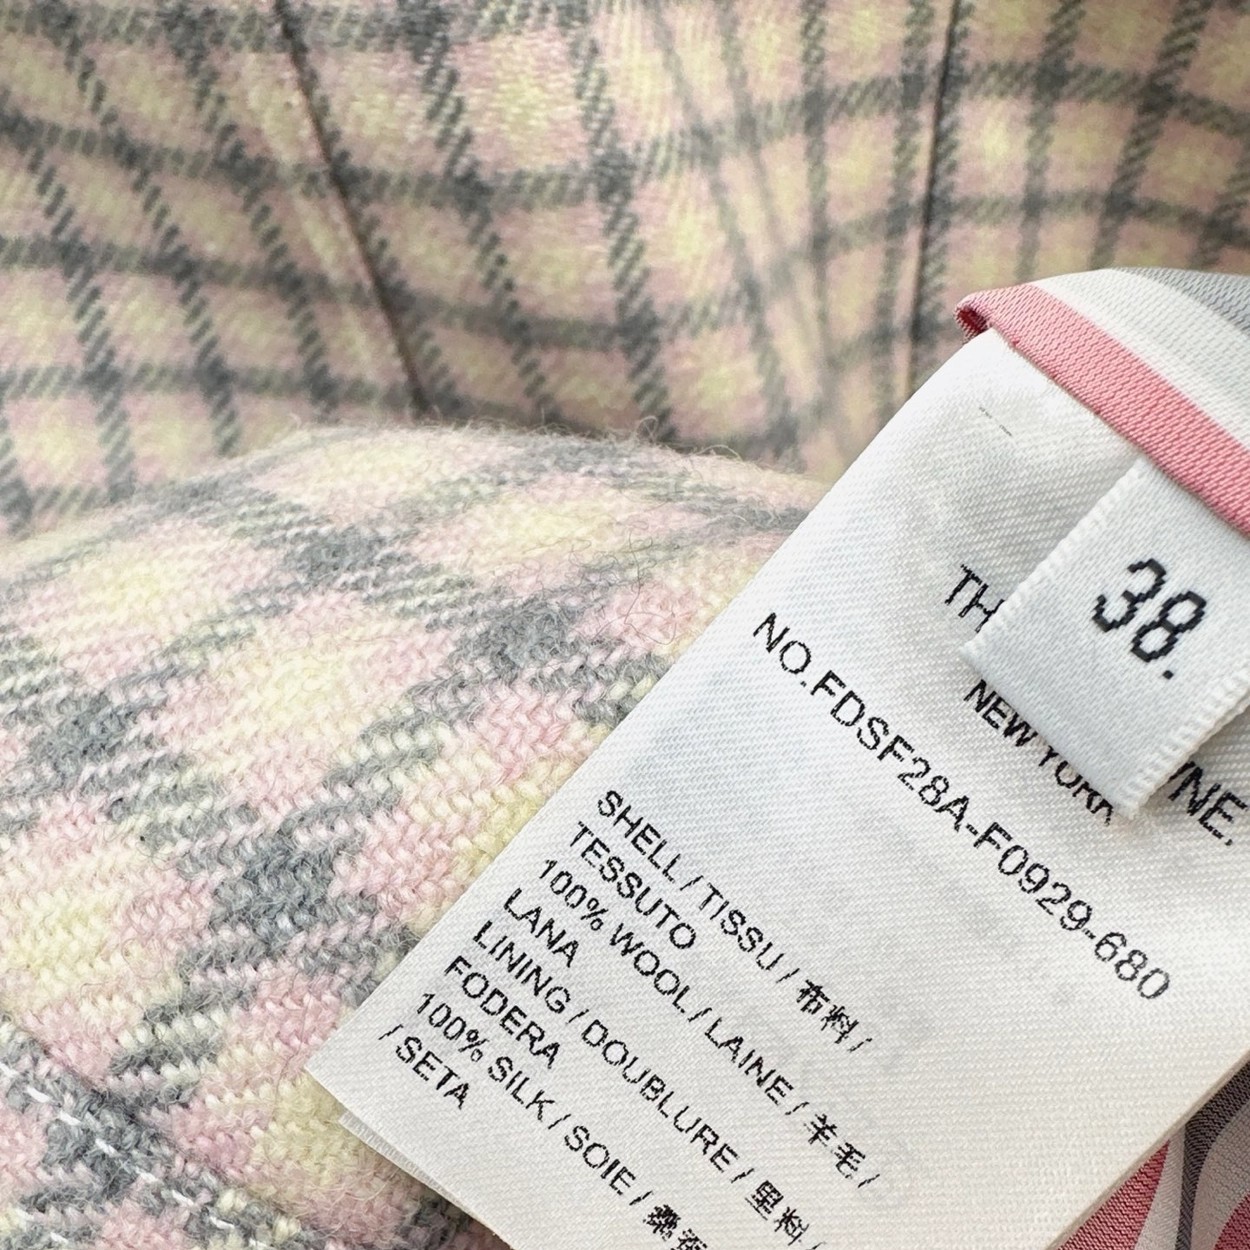 38.
TH
NEW YORK
NO.FDSF28A-F0929-680
SHELL / TISSU / 布料 /
TESSUTO
100% WOOL / LAINE / 羊毛 /
LANA
LINING / DOUBLURE / 里料 /
FODERA
100% SILK / SOIE /
/ SETA